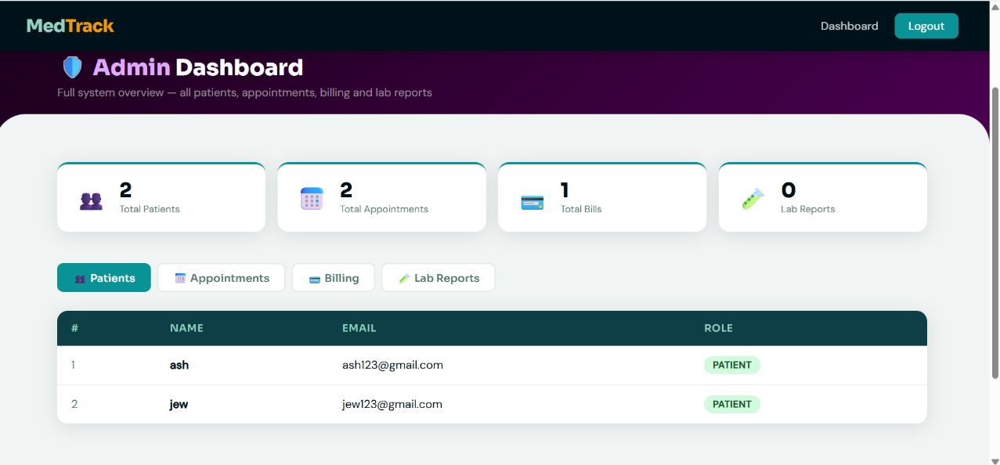 MedTrack
Dashboard
Logout
Admin Dashboard
Full system overview — all patients, appointments, billing and lab reports
2
Total Patients
2
Total Appointments
1
Total Bills
0
Lab Reports
Patients
Appointments
Billing
Lab Reports
# NAME EMAIL ROLE
1 ash ash123@gmail.com PATIENT
2 jew jew123@gmail.com PATIENT